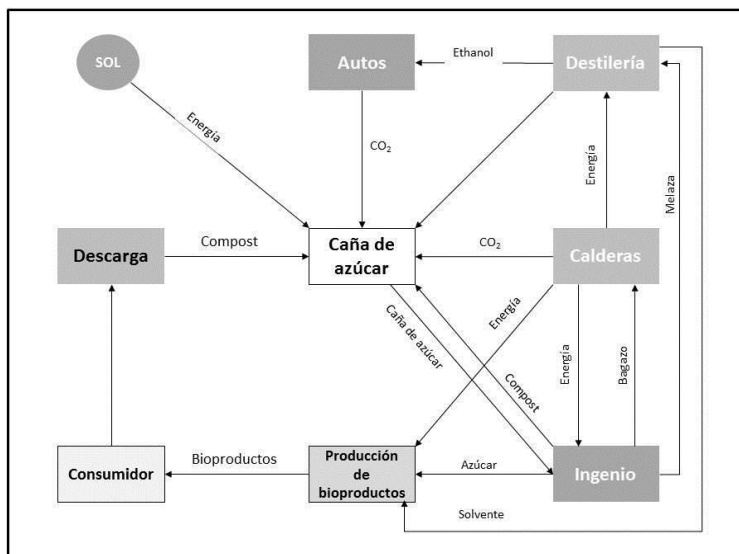 SOL
Autos
Ethanol
Destilería
Energía
CO₂
Energía
Melaza
Descarga
Compost
Caña de
azúcar
CO₂
Calderas
Caña de azúcar
Energía
Compost
Energía
Bagazo
Consumidor
Bioproductos
Producción
de
bioproductos
Azúcar
Ingenio
Solvente